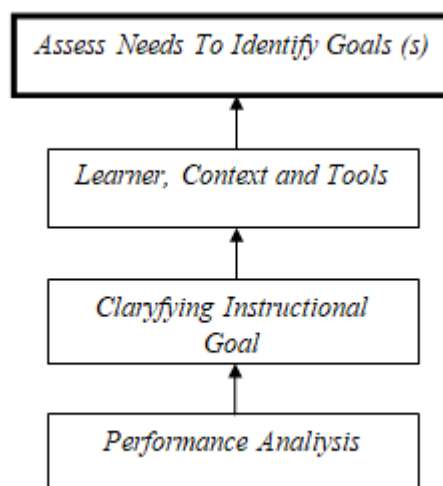 Assess Needs To Identify Goals (s)
Learner, Context and Tools
Claryfying Instructional
Goal
Performance Analiysis